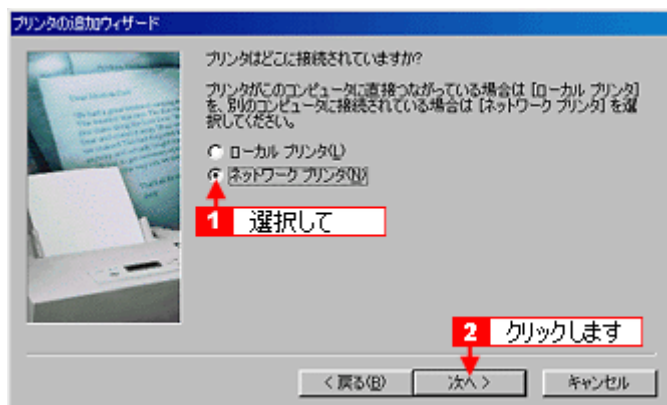 プリンタの追加ウィザード
プリンタはどこに接続されていますか?
プリンタがこのコンピュータに直接つながっている場合は [ローカル プリンタ]
を、別のコンピュータに接続されている場合は [ネットワーク プリンタ] を選
択してください。
ローカル プリンタ(L)
ネットワーク プリンタ(N)
1 選択して
2 クリックします
< 戻る(B) 次へ > キャンセル